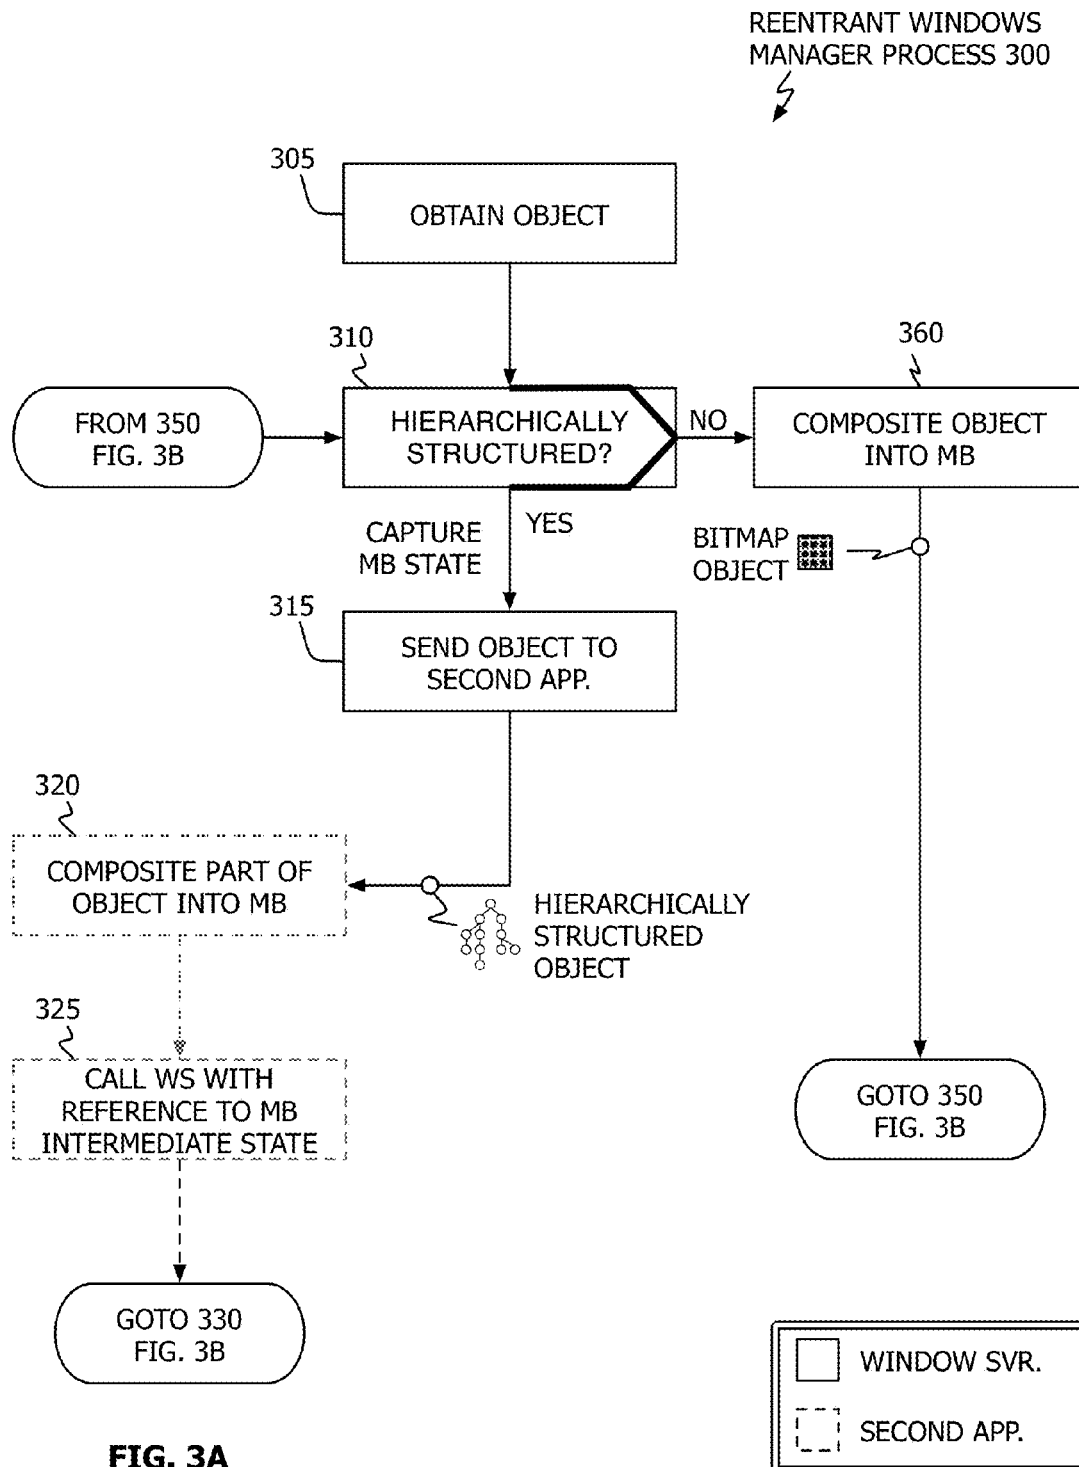 REENTRANT WINDOWS
MANAGER PROCESS 300
305
OBTAIN OBJECT
310
360
FROM 350
FIG. 3B
HIERARCHICALLY
STRUCTURED?
NO
COMPOSITE OBJECT
INTO MB
CAPTURE
MB STATE
YES
BITMAP
OBJECT
315
SEND OBJECT TO
SECOND APP.
320
COMPOSITE PART OF
OBJECT INTO MB
HIERARCHICALLY
STRUCTURED
OBJECT
325
CALL WS WITH
REFERENCE TO MB
INTERMEDIATE STATE
GOTO 350
FIG. 3B
GOTO 330
FIG. 3B
WINDOW SVR.
SECOND APP.
FIG. 3A